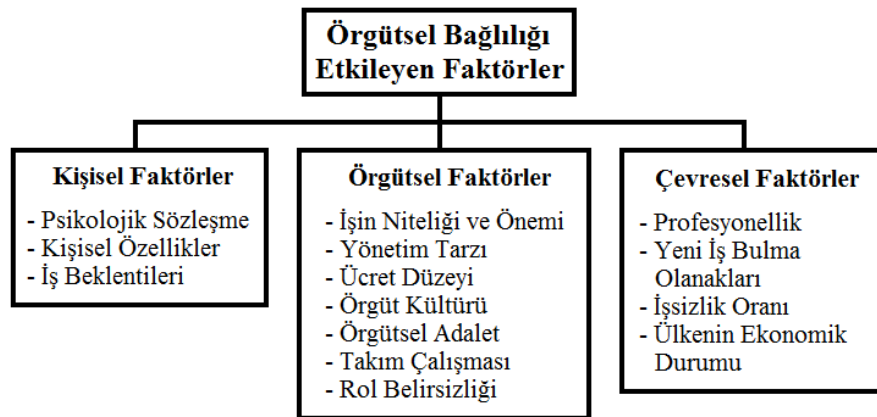 Örgütsel Bağlılığı
Etkileyen Faktörler
Kişisel Faktörler
- Psikolojik Sözleşme
- Kişisel Özellikler
- İş Beklentileri
Örgütsel Faktörler
- İşin Niteliği ve Önemi
- Yönetim Tarzı
- Ücret Düzeyi
- Örgüt Kültürü
- Örgütsel Adalet
- Takım Çalışması
- Rol Belirsizliği
Çevresel Faktörler
- Profesyonellik
- Yeni İş Bulma
Olanakları
- İşsizlik Oranı
- Ülkenin Ekonomik
Durumu